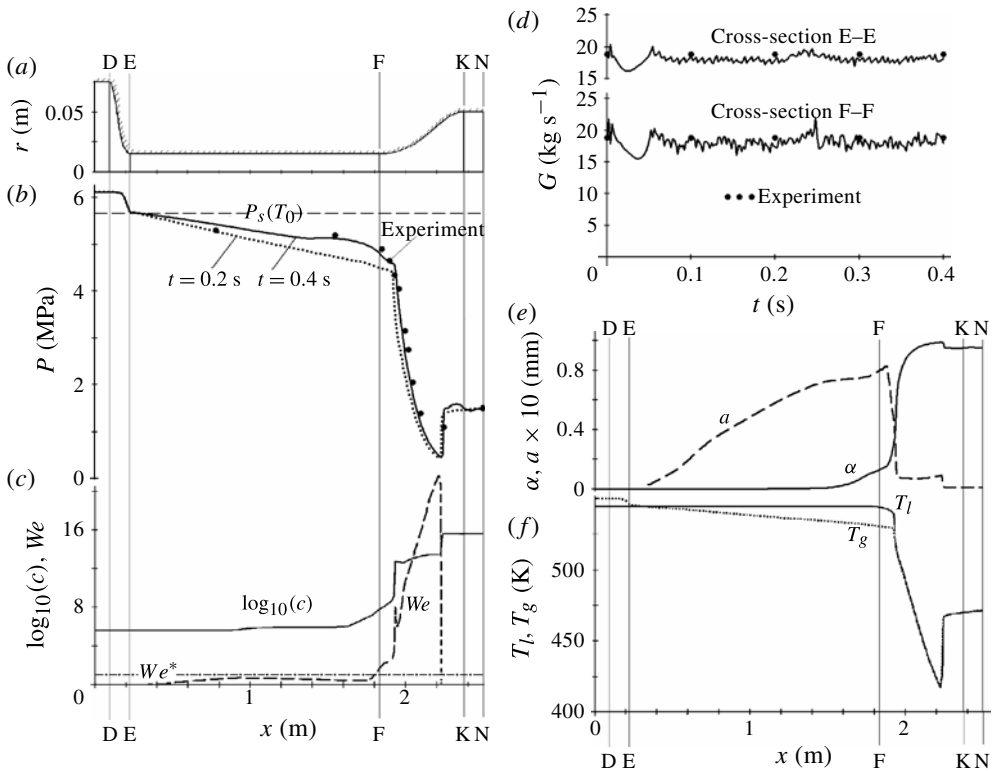 (a)
D E F K N
r (m)
0.05
0
(b)
6
4
2
0
P (MPa)
P_s(T_0)
Experiment
t = 0.2 s t = 0.4 s
(c)
16
8
0
log_10(c), We
log_10(c)
We
We*
1 2
x (m)
D E F K N
(d)
25
20
15
Cross-section E–E
Cross-section F–F
20
15
10
5
0
G (kg s^−1)
Experiment
0 0.1 0.2 0.3 0.4
t (s)
(e)
D E F K N
0.8
0.4
0
α, a × 10 (mm)
a
α
(f)
T_l
T_g
500
450
400
T_l, T_g (K)
0 1 2
x (m)
D E F K N